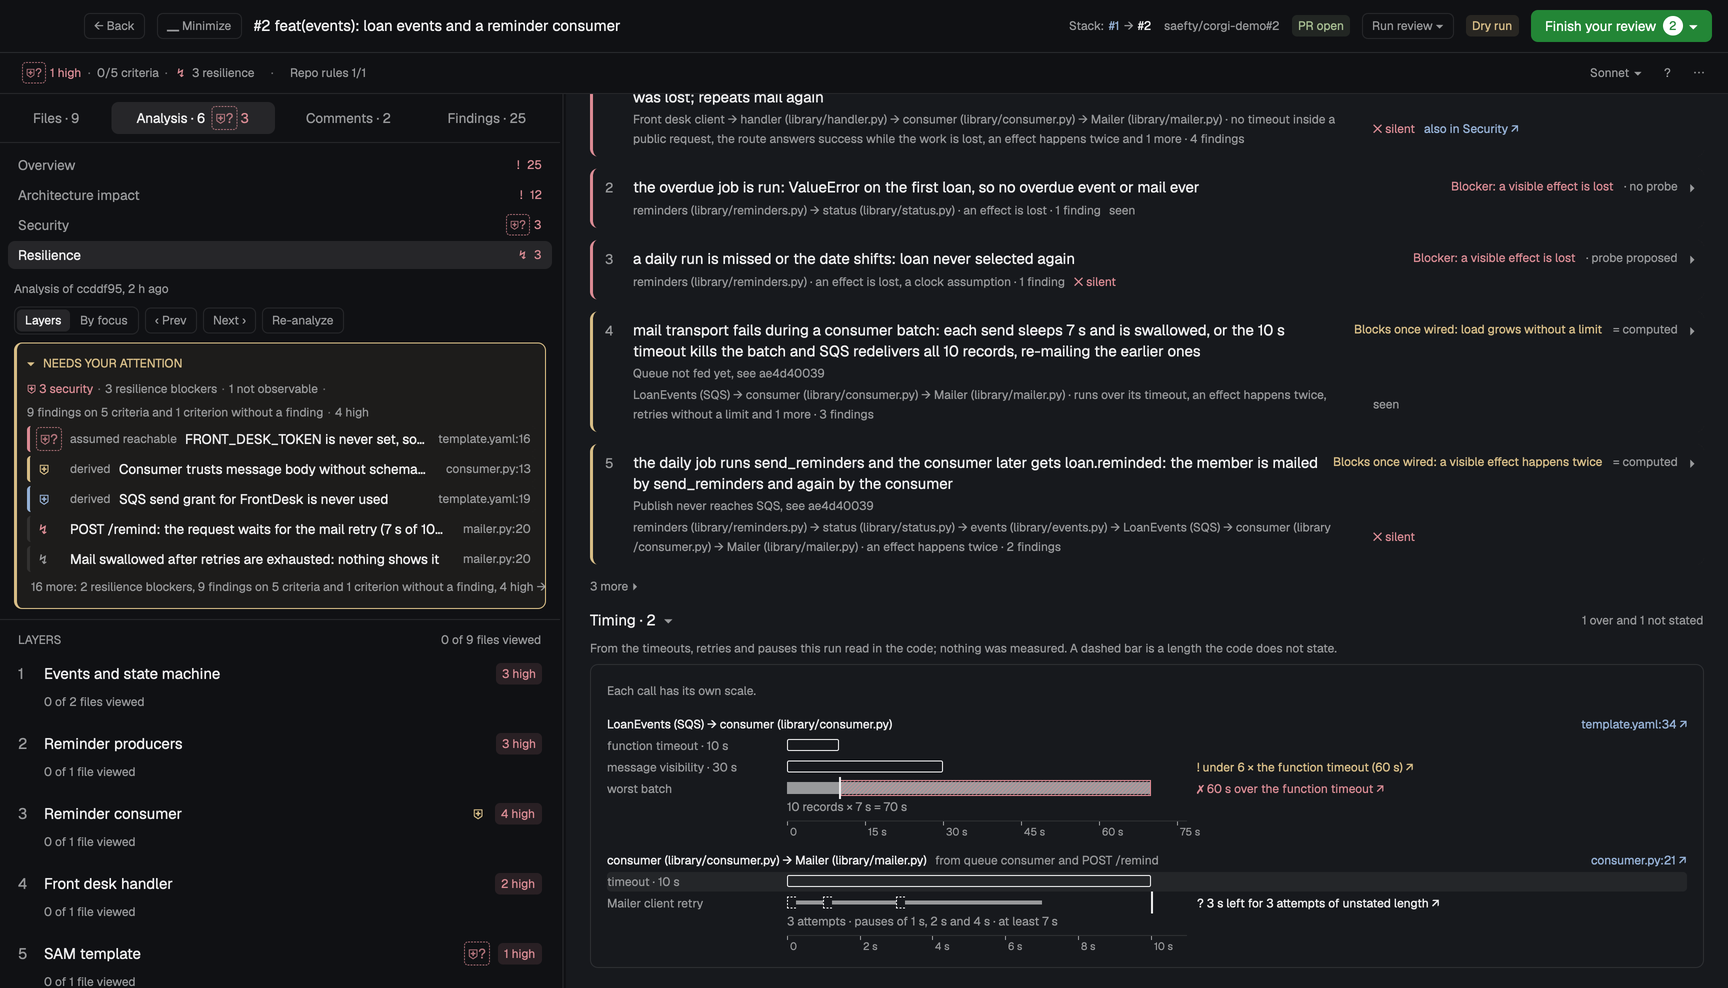 ← Back
Minimize
#2 feat(events): loan events and a reminder consumer
Stack: #1 → #2
saefty/corgi-demo#2
PR open
Run review
Dry run
Finish your review 2
? 1 high · 0/5 criteria · 3 resilience · Repo rules 1/1
Sonnet
?
···
Files · 9
Analysis · 6 ? 3
Comments · 2
Findings · 25
Overview ! 25
Architecture impact ! 12
Security ? 3
Resilience 3
Analysis of ccddf95, 2 h ago
Layers
By focus
‹ Prev
Next ›
Re-analyze
NEEDS YOUR ATTENTION
3 security · 3 resilience blockers · 1 not observable ·
9 findings on 5 criteria and 1 criterion without a finding · 4 high
? assumed reachable FRONT_DESK_TOKEN is never set, so... template.yaml:16
derived Consumer trusts message body without schema... consumer.py:13
derived SQS send grant for FrontDesk is never used template.yaml:19
POST /remind: the request waits for the mail retry (7 s of 10... mailer.py:20
Mail swallowed after retries are exhausted: nothing shows it mailer.py:20
16 more: 2 resilience blockers, 9 findings on 5 criteria and 1 criterion without a finding, 4 high →
LAYERS 0 of 9 files viewed
1 Events and state machine 3 high
0 of 2 files viewed
2 Reminder producers 3 high
0 of 1 file viewed
3 Reminder consumer 4 high
0 of 1 file viewed
4 Front desk handler 2 high
0 of 1 file viewed
5 SAM template ? 1 high
0 of 1 file viewed
was lost; repeats mail again
Front desk client → handler (library/handler.py) → consumer (library/consumer.py) → Mailer (library/mailer.py) · no timeout inside a
public request, the route answers success while the work is lost, an effect happens twice and 1 more · 4 findings
✕ silent also in Security ↗
2 the overdue job is run: ValueError on the first loan, so no overdue event or mail ever
Blocker: a visible effect is lost · no probe
reminders (library/reminders.py) → status (library/status.py) · an effect is lost · 1 finding seen
3 a daily run is missed or the date shifts: loan never selected again
Blocker: a visible effect is lost · probe proposed
reminders (library/reminders.py) · an effect is lost, a clock assumption · 1 finding ✕ silent
4 mail transport fails during a consumer batch: each send sleeps 7 s and is swallowed, or the 10 s
timeout kills the batch and SQS redelivers all 10 records, re-mailing the earlier ones
Blocks once wired: load grows without a limit = computed
Queue not fed yet, see ae4d40039
LoanEvents (SQS) → consumer (library/consumer.py) → Mailer (library/mailer.py) · runs over its timeout, an effect happens twice,
retries without a limit and 1 more · 3 findings
seen
5 the daily job runs send_reminders and the consumer later gets loan.reminded: the member is mailed
by send_reminders and again by the consumer
Blocks once wired: a visible effect happens twice = computed
Publish never reaches SQS, see ae4d40039
reminders (library/reminders.py) → status (library/status.py) → events (library/events.py) → LoanEvents (SQS) → consumer (library
/consumer.py) → Mailer (library/mailer.py) · an effect happens twice · 2 findings
✕ silent
3 more
Timing · 2
1 over and 1 not stated
From the timeouts, retries and pauses this run read in the code; nothing was measured. A dashed bar is a length the code does not state.
Each call has its own scale.
LoanEvents (SQS) → consumer (library/consumer.py) template.yaml:34 ↗
function timeout · 10 s
message visibility · 30 s ! under 6 × the function timeout (60 s) ↗
worst batch ✗ 60 s over the function timeout ↗
10 records × 7 s = 70 s
0 15 s 30 s 45 s 60 s 75 s
consumer (library/consumer.py) → Mailer (library/mailer.py) from queue consumer and POST /remind consumer.py:21 ↗
timeout · 10 s
Mailer client retry ? 3 s left for 3 attempts of unstated length ↗
3 attempts · pauses of 1 s, 2 s and 4 s · at least 7 s
0 2 s 4 s 6 s 8 s 10 s